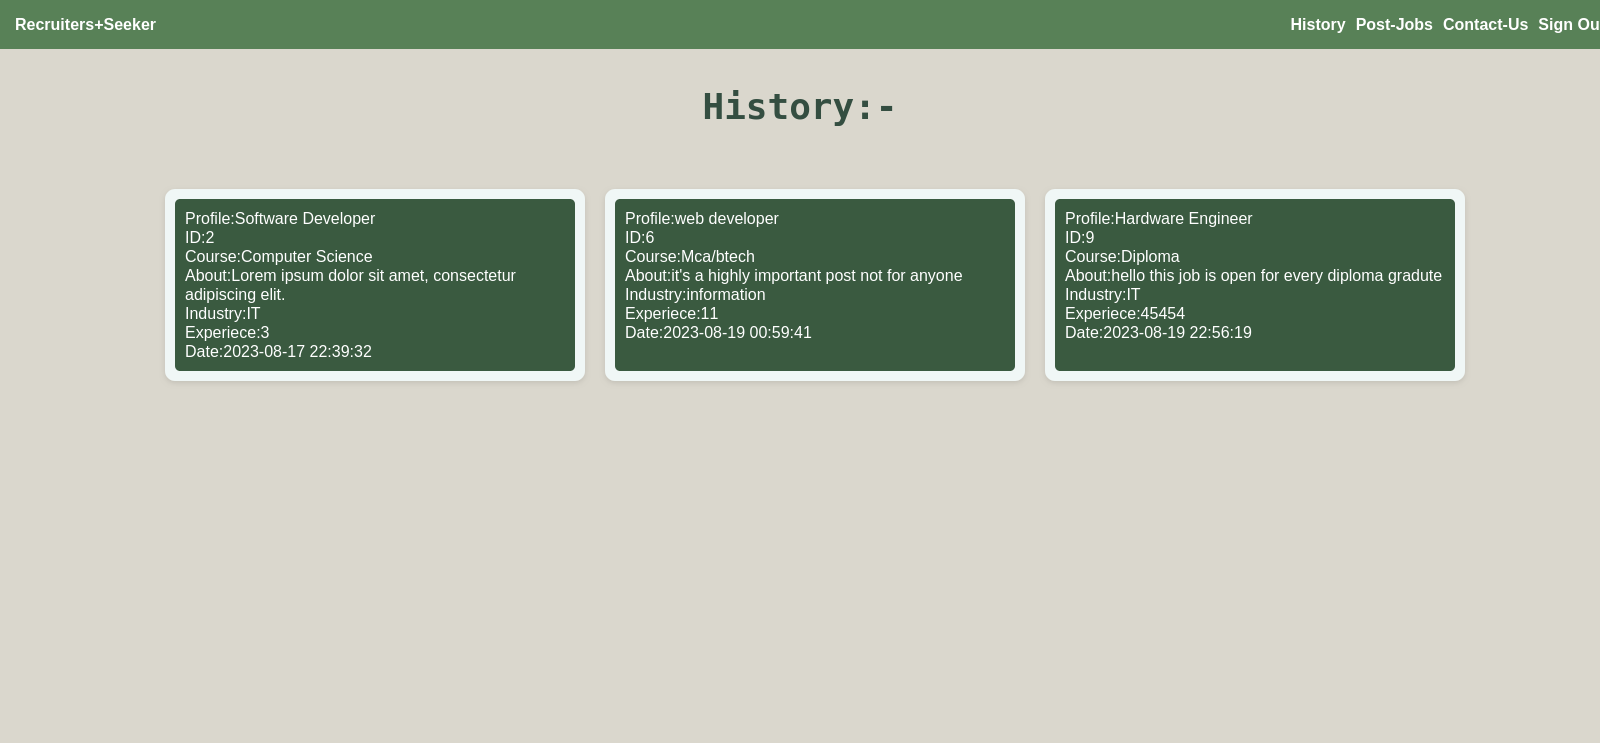 Recruiters+Seeker
History Post-Jobs Contact-Us Sign Ou
History:-
Profile:Software Developer
ID:2
Course:Computer Science
About:Lorem ipsum dolor sit amet, consectetur
adipiscing elit.
Industry:IT
Experiece:3
Date:2023-08-17 22:39:32
Profile:web developer
ID:6
Course:Mca/btech
About:it's a highly important post not for anyone
Industry:information
Experiece:11
Date:2023-08-19 00:59:41
Profile:Hardware Engineer
ID:9
Course:Diploma
About:hello this job is open for every diploma gradute
Industry:IT
Experiece:45454
Date:2023-08-19 22:56:19